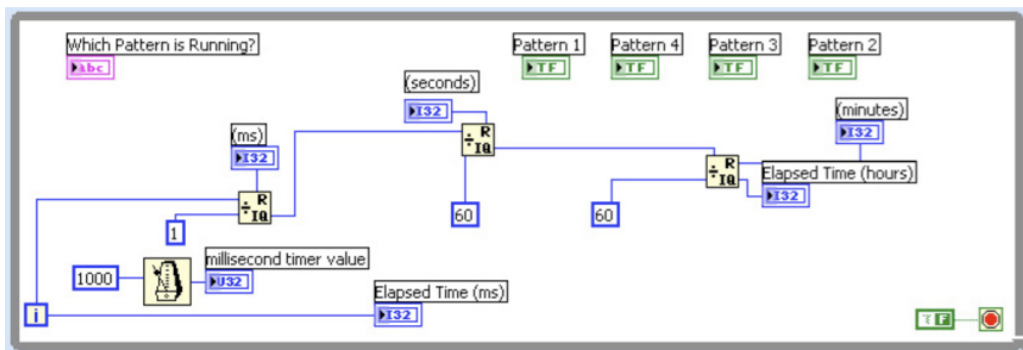 Which Pattern is Running?
abc
Pattern 1
Pattern 4
Pattern 3
Pattern 2
TF
TF
TF
TF
(seconds)
I32
(minutes)
I32
(ms)
I32
R
IQ
R
IQ
Elapsed Time (hours)
I32
R
IQ
1
60
60
1000
millisecond timer value
U32
Elapsed Time (ms)
I32
i
TF